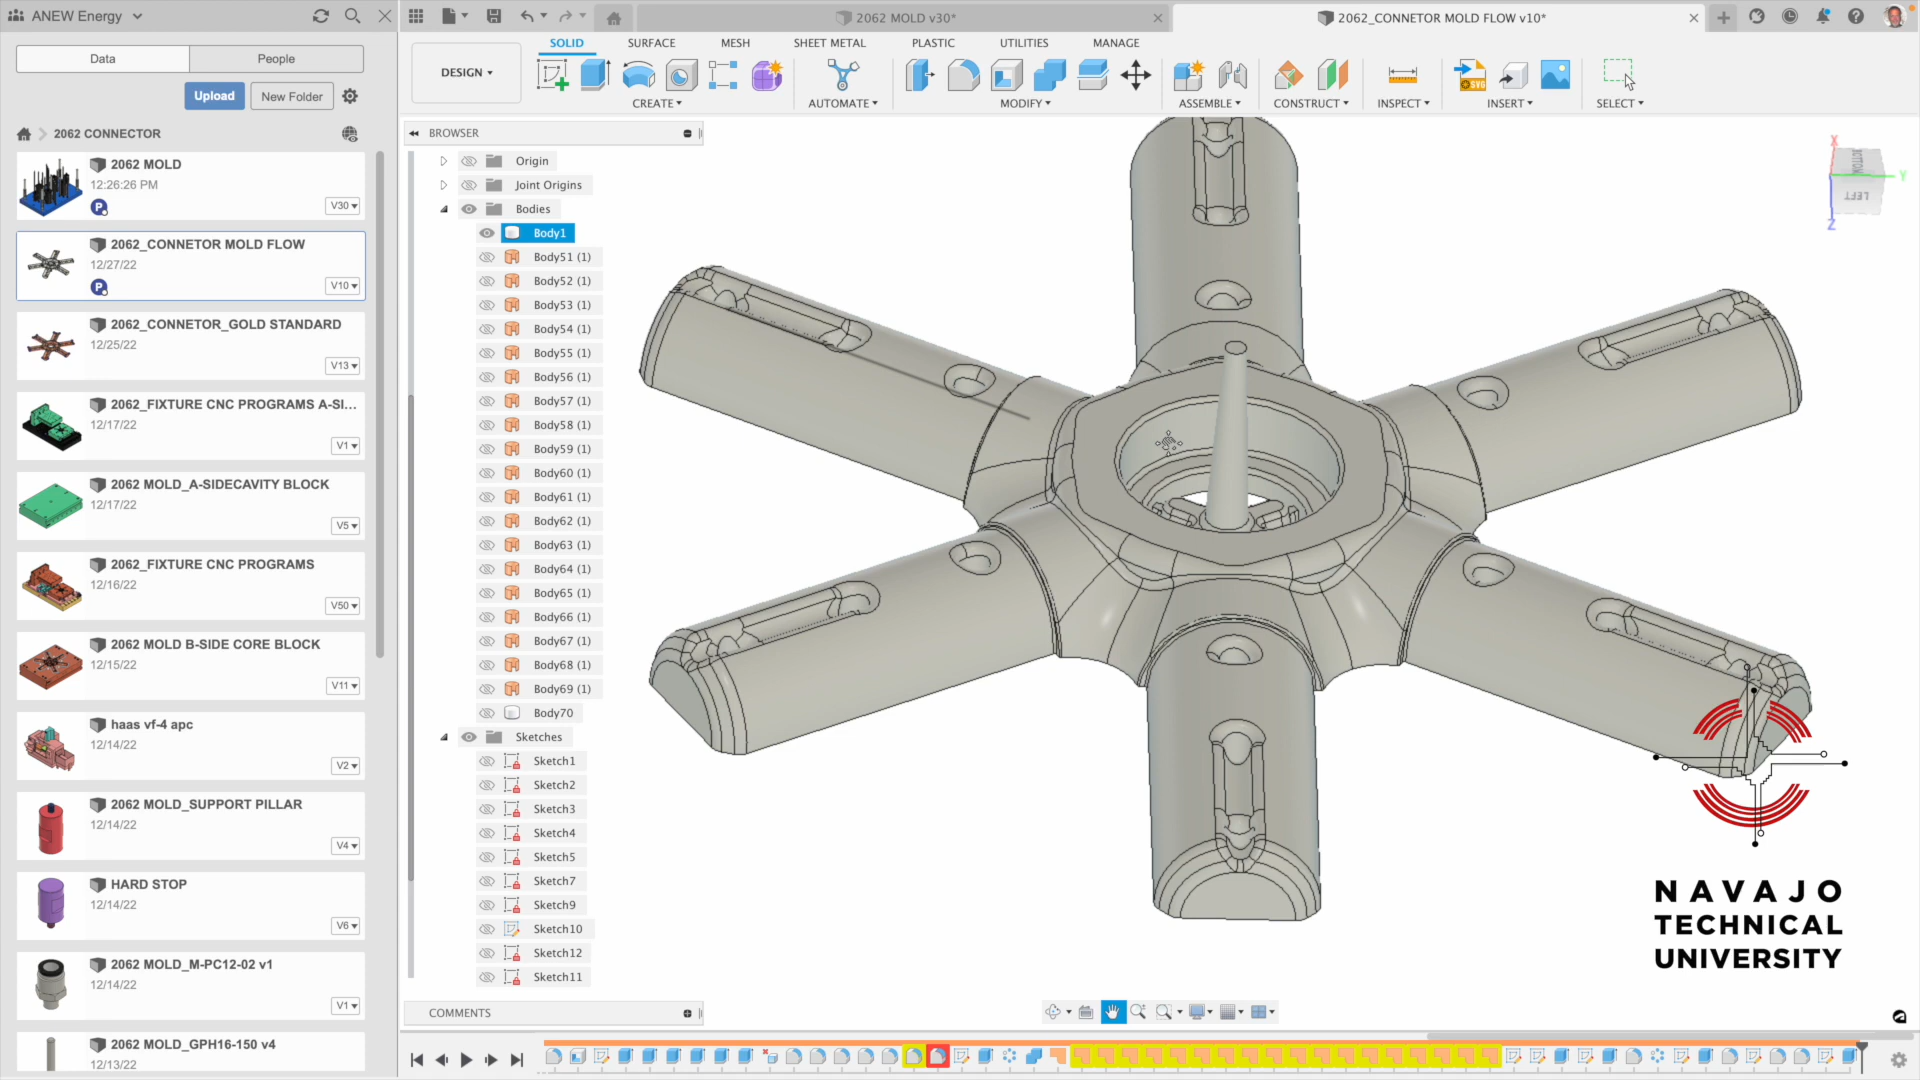 ANEW Energy
2062 MOLD v30*
2062_CONNETOR MOLD FLOW v10*
Data
People
Upload
New Folder
2062 CONNECTOR
2062 MOLD
12:26:26 PM
P
V30
2062_CONNETOR MOLD FLOW
12/27/22
P
V10
2062_CONNETOR_GOLD STANDARD
12/25/22
V13
2062_FIXTURE CNC PROGRAMS A-SI...
12/17/22
V1
2062 MOLD_A-SIDECAVITY BLOCK
12/17/22
V5
2062_FIXTURE CNC PROGRAMS
12/16/22
V50
2062 MOLD B-SIDE CORE BLOCK
12/15/22
V11
haas vf-4 apc
12/14/22
V2
2062 MOLD_SUPPORT PILLAR
12/14/22
V4
HARD STOP
12/14/22
V6
2062 MOLD_M-PC12-02 v1
12/14/22
V1
2062 MOLD_GPH16-150 v4
12/13/22
DESIGN
SOLID
SURFACE
MESH
SHEET METAL
PLASTIC
UTILITIES
MANAGE
CREATE
AUTOMATE
MODIFY
ASSEMBLE
CONSTRUCT
INSPECT
SVG
INSERT
SELECT
BROWSER
Origin
Joint Origins
Bodies
Body1
Body51 (1)
Body52 (1)
Body53 (1)
Body54 (1)
Body55 (1)
Body56 (1)
Body57 (1)
Body58 (1)
Body59 (1)
Body60 (1)
Body61 (1)
Body62 (1)
Body63 (1)
Body64 (1)
Body65 (1)
Body66 (1)
Body67 (1)
Body68 (1)
Body69 (1)
Body70
Sketches
Sketch1
Sketch2
Sketch3
Sketch4
Sketch5
Sketch7
Sketch9
Sketch10
Sketch12
Sketch11
COMMENTS
X
BOTTOM
Y
LEFT
Z
NAVAJO
TECHNICAL
UNIVERSITY